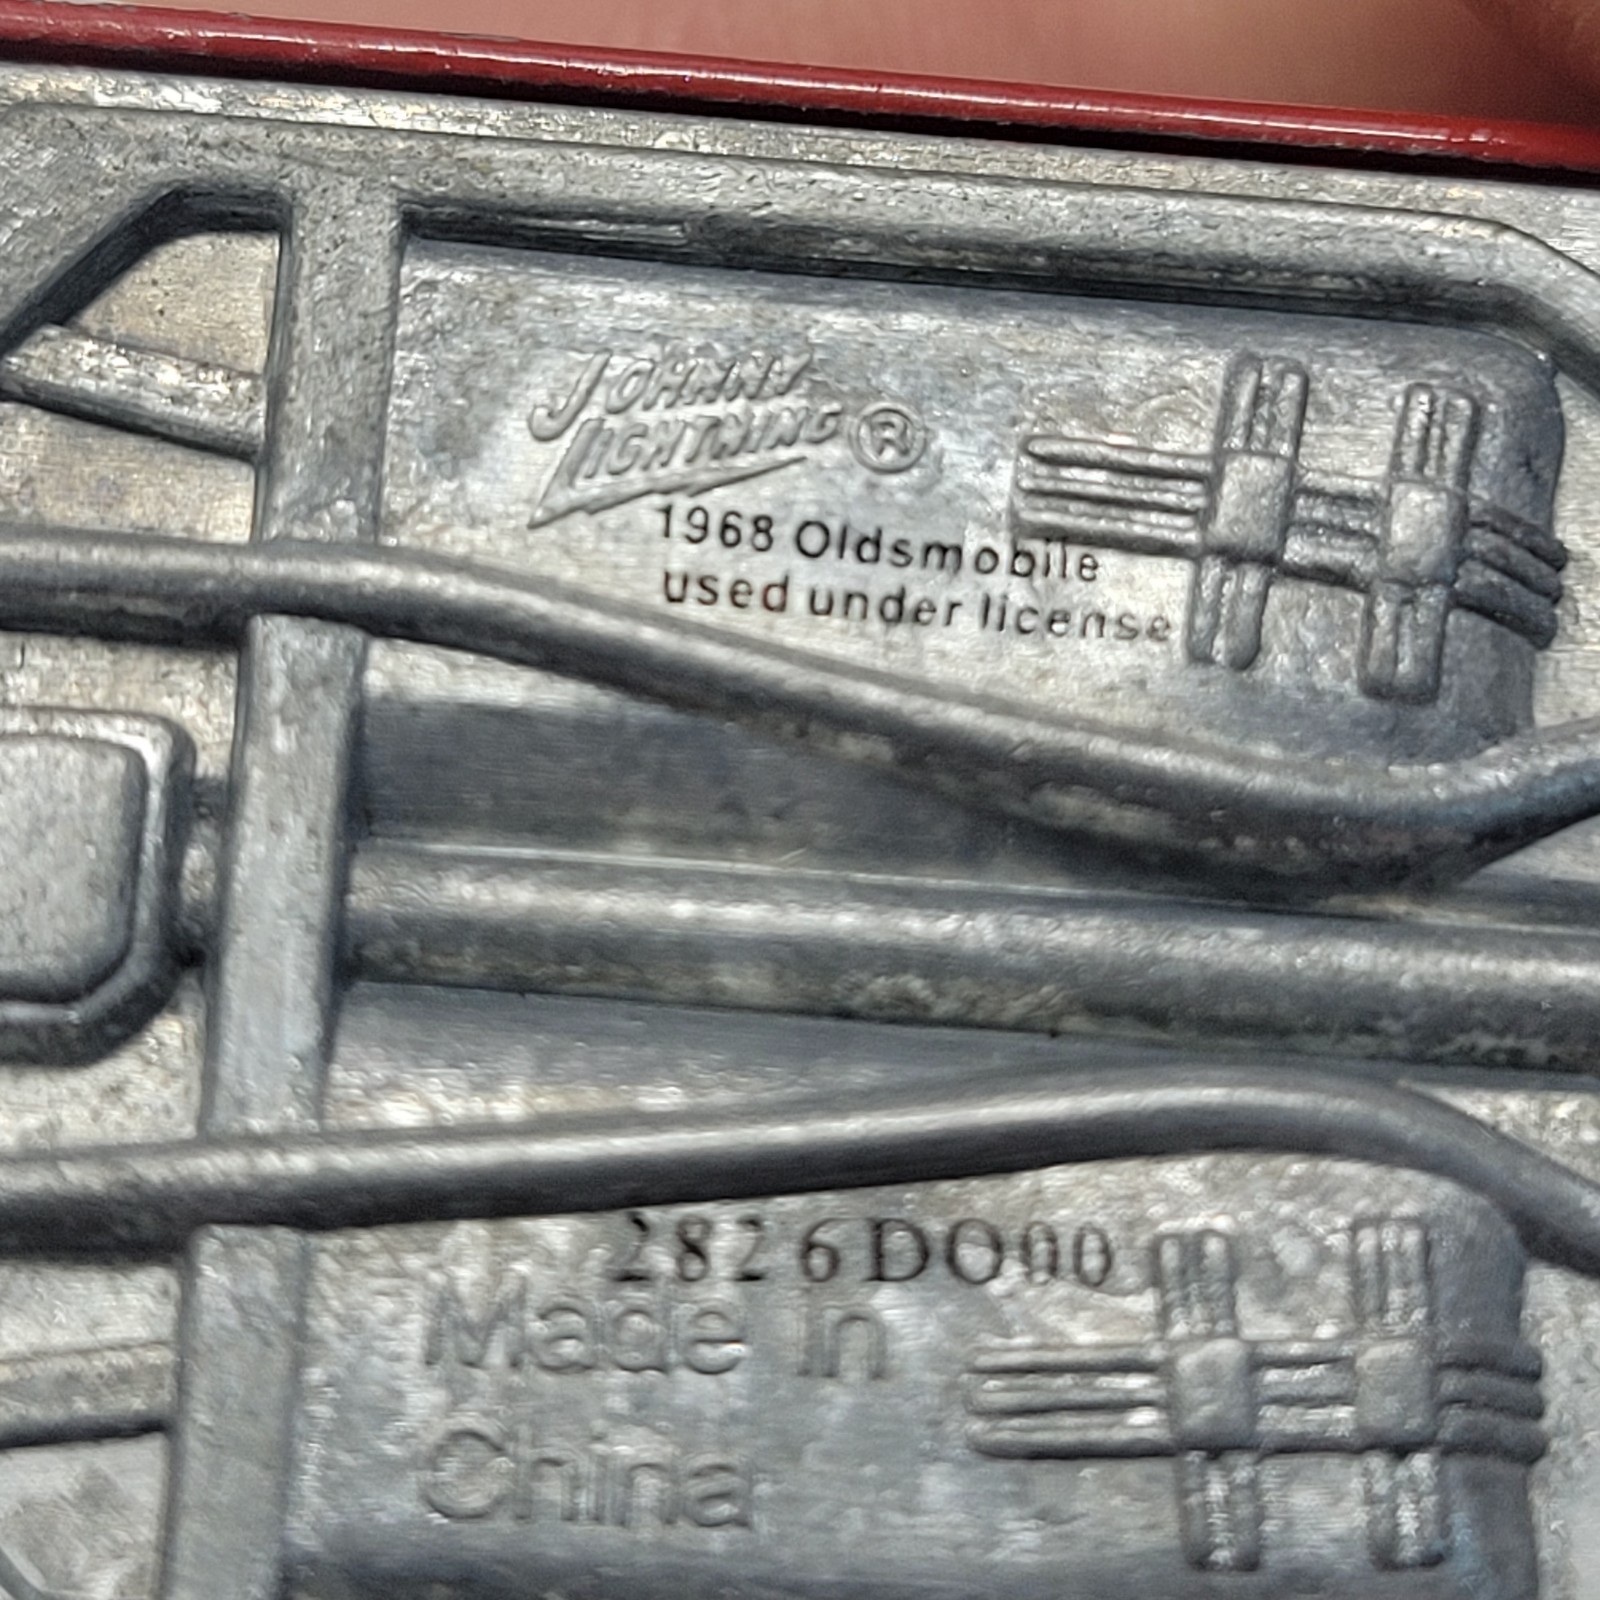 JOHNNY
LIGHTNING ®
1968 Oldsmobile
used under license
2826DO00
Made in
China